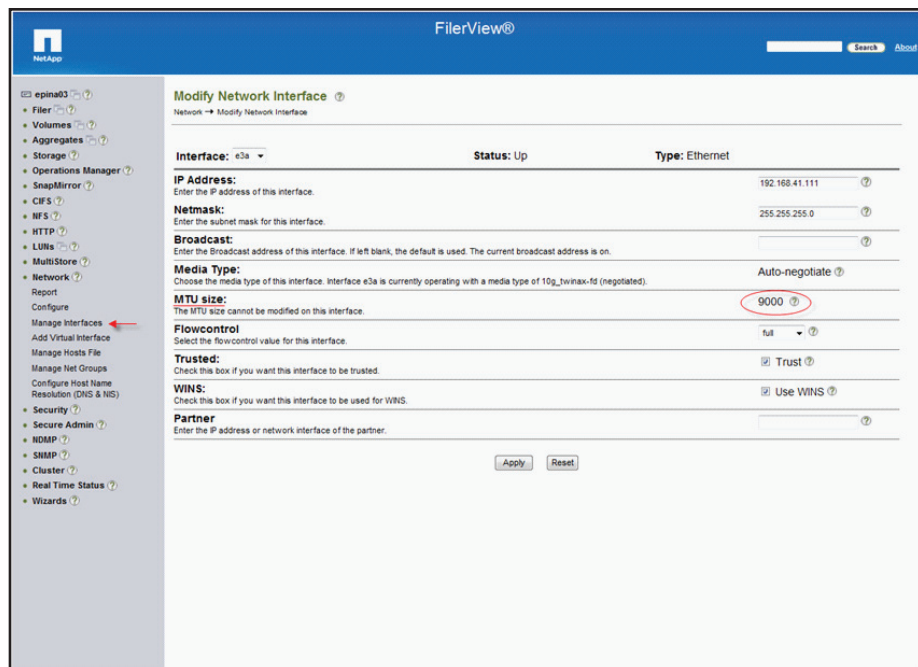 FilerView®
NetApp
Search
About
epina03
Filer
Volumes
Aggregates
Storage
Operations Manager
SnapMirror
CIFS
NFS
HTTP
LUNs
MultiStore
Network
Report
Configure
Manage Interfaces
Add Virtual Interface
Manage Hosts File
Manage Net Groups
Configure Host Name
Resolution (DNS & NIS)
Security
Secure Admin
NDMP
SNMP
Cluster
Real Time Status
Wizards
Modify Network Interface
Network → Modify Network Interface
Interface: e3a Status: Up Type: Ethernet
IP Address: 192.168.41.111
Enter the IP address of this interface.
Netmask: 255.255.255.0
Enter the subnet mask for this interface.
Broadcast:
Enter the Broadcast address of this interface. If left blank, the default is used. The current broadcast address is on.
Media Type: Auto-negotiate
Choose the media type of this interface. Interface e3a is currently operating with a media type of 10g_twinax-fd (negotiated).
MTU size: 9000
The MTU size cannot be modified on this interface.
Flowcontrol full
Select the flowcontrol value for this interface.
Trusted: Trust
Check this box if you want this interface to be trusted.
WINS: Use WINS
Check this box if you want this interface to be used for WINS.
Partner
Enter the IP address or network interface of the partner.
Apply Reset